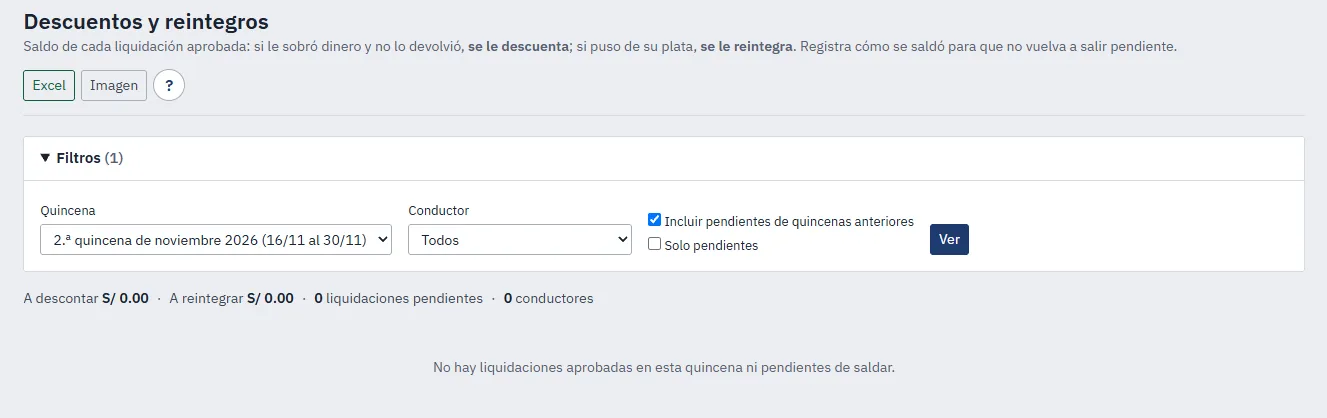 Descuentos y reintegros
Saldo de cada liquidación aprobada: si le sobró dinero y no lo devolvió, se le descuenta; si puso de su plata, se le reintegra. Registra cómo se saldó para que no vuelva a salir pendiente.
Excel Imagen ?
▼ Filtros (1)
Quincena Conductor
2.ª quincena de noviembre 2026 (16/11 al 30/11) Todos
Incluir pendientes de quincenas anteriores
Solo pendientes
Ver
A descontar S/ 0.00 · A reintegrar S/ 0.00 · 0 liquidaciones pendientes · 0 conductores
No hay liquidaciones aprobadas en esta quincena ni pendientes de saldar.